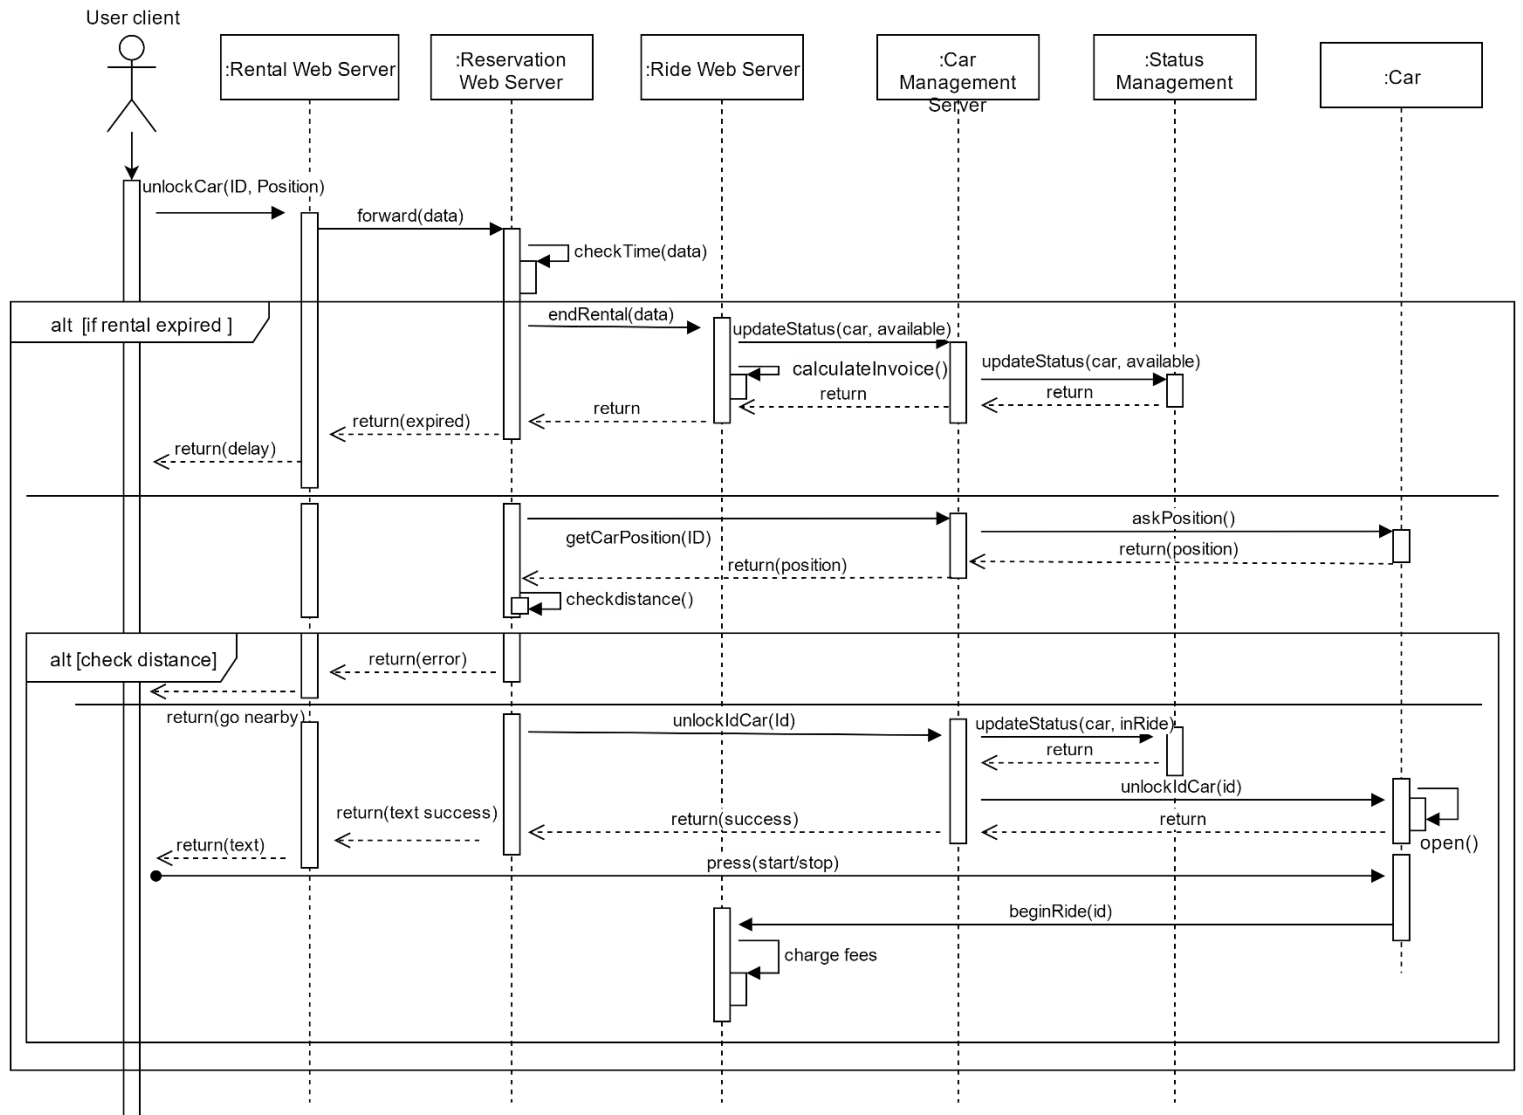 User client
:Rental Web Server
:Reservation
Web Server
:Ride Web Server
:Car
Management
Server
:Status
Management
:Car
unlockCar(ID, Position)
forward(data)
checkTime(data)
alt [if rental expired ]
endRental(data)
updateStatus(car, available)
calculateInvoice()
updateStatus(car, available)
return
return
return
return(expired)
return(delay)
getCarPosition(ID)
askPosition()
return(position)
return(position)
checkdistance()
alt [check distance]
return(error)
return(go nearby)
unlockIdCar(Id)
updateStatus(car, inRide)
return
unlockIdCar(id)
open()
return
return(success)
return(text success)
return(text)
press(start/stop)
beginRide(id)
charge fees